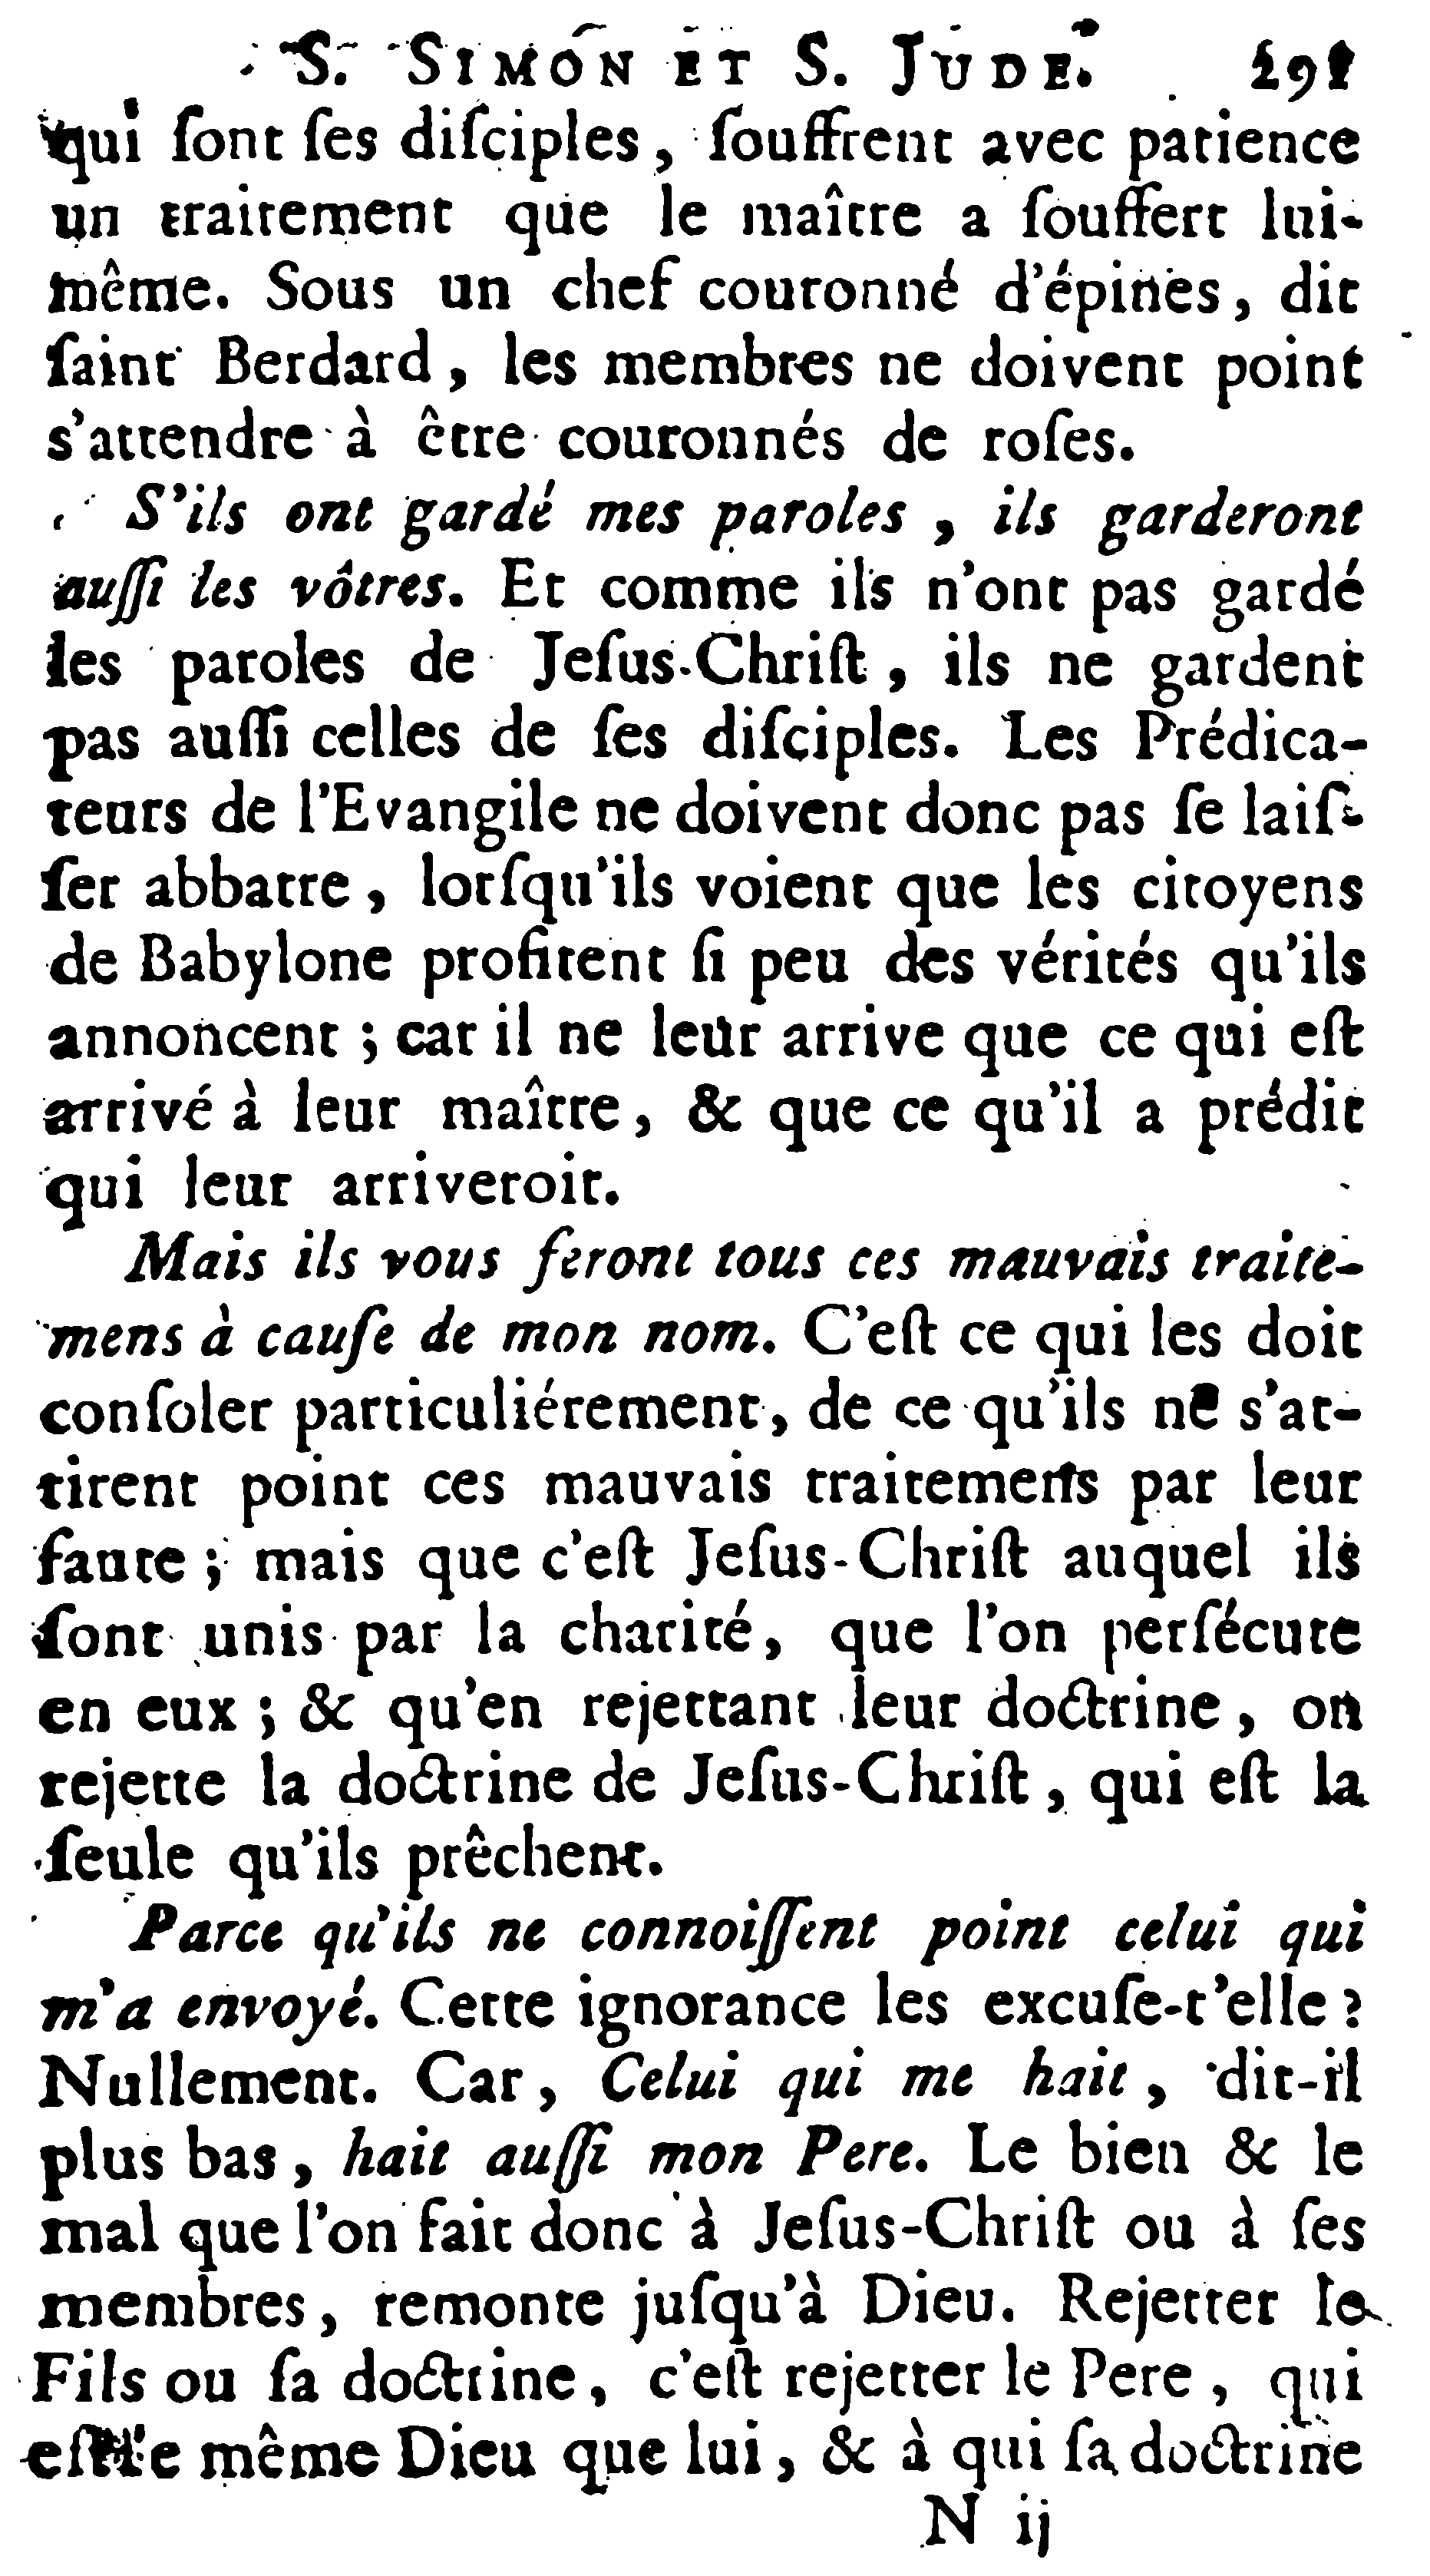 S. SIMON ET S. JUDE. 291
qui ſont ſes diſciples, ſouffrent avec patience
un traitement que le maître a ſouffert lui-
même. Sous un chef couronné d'épines, dit
ſaint Berdard, les membres ne doivent point
s'attendre à être couronnés de roſes.
S'ils ont gardé mes paroles, ils garderont
auſſi les vôtres. Et comme ils n'ont pas gardé
les paroles de Jeſus-Chriſt, ils ne gardent
pas auſſi celles de ſes diſciples. Les Prédica-
teurs de l'Evangile ne doivent donc pas ſe laiſ-
ſer abbatre, lorſqu'ils voient que les citoyens
de Babylone profitent ſi peu des vérités qu'ils
annoncent ; car il ne leur arrive que ce qui eſt
arrivé à leur maître, & que ce qu'il a prédit
qui leur arriveroit.
Mais ils vous feront tous ces mauvais traite-
mens à cauſe de mon nom. C'eſt ce qui les doit
conſoler particuliérement, de ce qu'ils ne s'at-
tirent point ces mauvais traitemens par leur
faute ; mais que c'eſt Jeſus-Chriſt auquel ils
ſont unis par la charité, que l'on perſécute
en eux ; & qu'en rejettant leur doctrine, on
rejette la doctrine de Jeſus-Chriſt, qui eſt la
ſeule qu'ils prêchent.
Parce qu'ils ne connoiſſent point celui qui
m'a envoyé. Cette ignorance les excuſe-t'elle ?
Nullement. Car, Celui qui me hait, dit-il
plus bas, hait auſſi mon Pere. Le bien & le
mal que l'on fait donc à Jeſus-Chriſt ou à ſes
membres, remonte juſqu'à Dieu. Rejetter le
Fils ou ſa doctrine, c'eſt rejetter le Pere, qui
eſt le même Dieu que lui, & à qui ſa doctrine
N ij